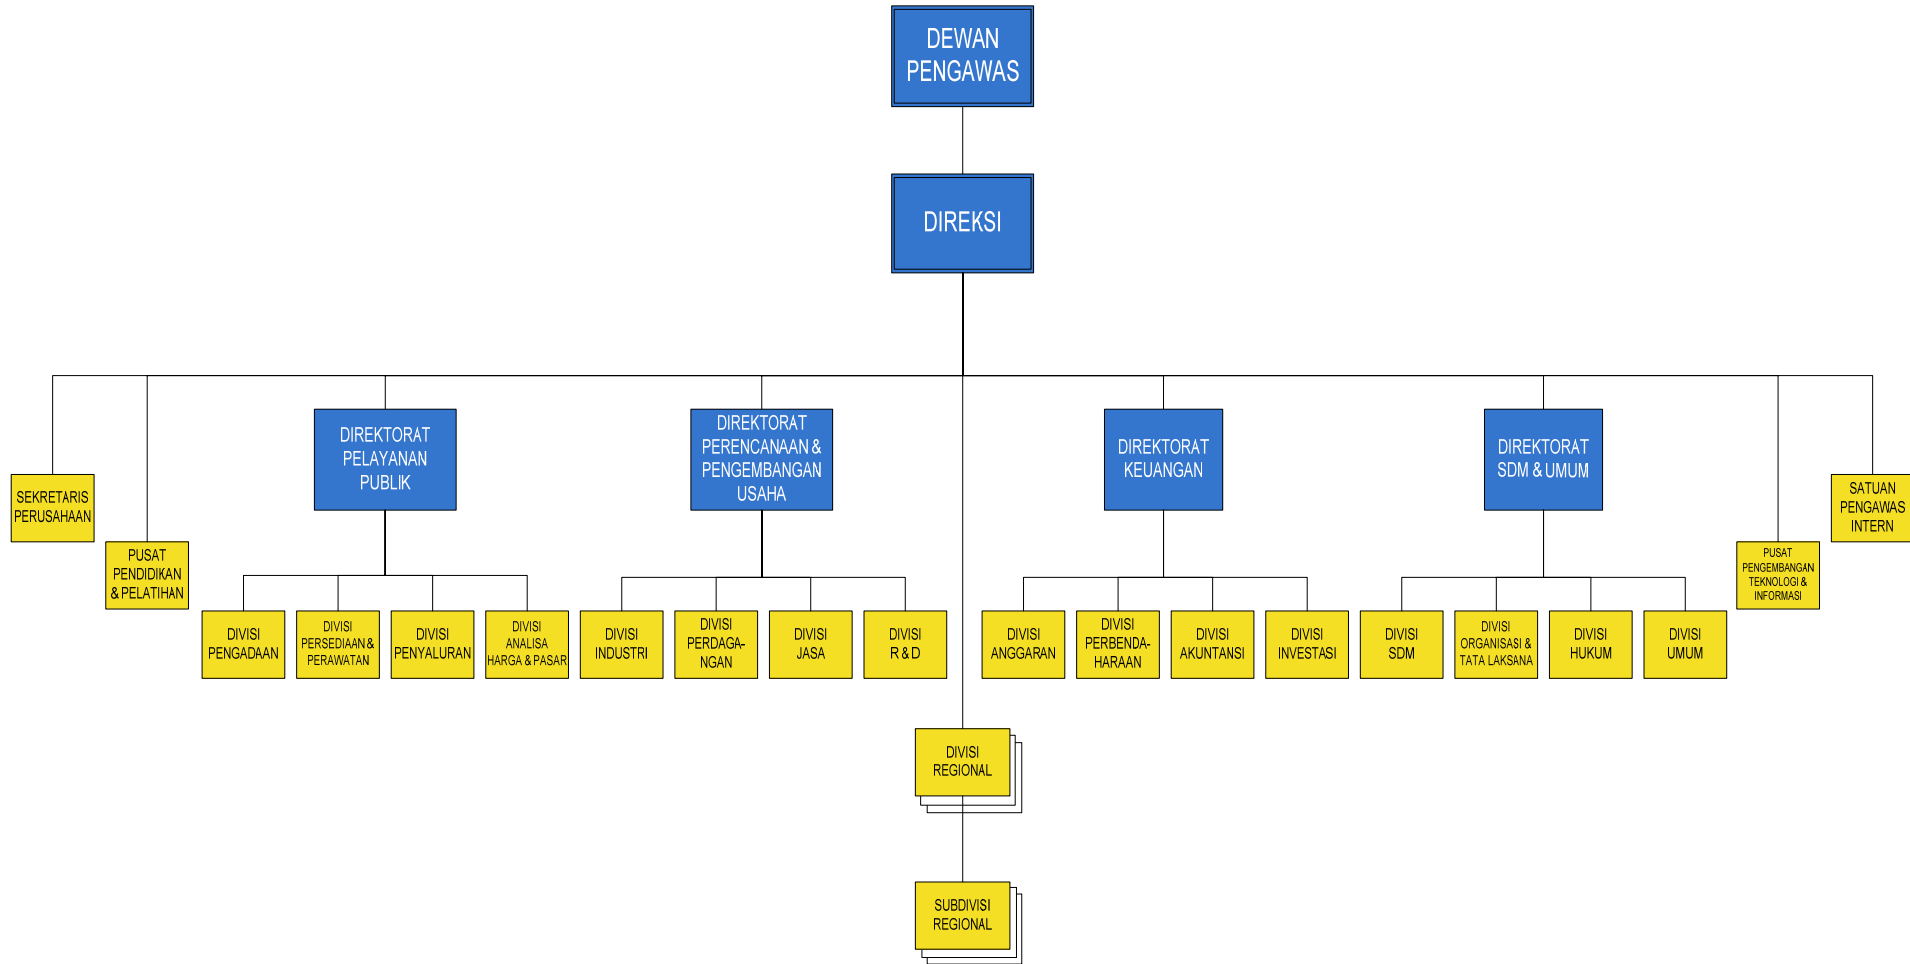 DEWAN
PENGAWAS
DIREKSI
DIREKTORAT
PELAYANAN
PUBLIK
DIREKTORAT
PERENCANAAN &
PENGEMBANGAN
USAHA
DIREKTORAT
KEUANGAN
DIREKTORAT
SDM & UMUM
SEKRETARIS
PERUSAHAAN
PUSAT
PENDIDIKAN
& PELATIHAN
PUSAT
PENGEMBANGAN
TEKNOLOGI &
INFORMASI
SATUAN
PENGAWAS
INTERN
DIVISI
PENGADAAN
DIVISI
PERSEDIAAN &
PERAWATAN
DIVISI
PENYALURAN
DIVISI
ANALISA
HARGA & PASAR
DIVISI
INDUSTRI
DIVISI
PERDAGA-
NGAN
DIVISI
JASA
DIVISI
R & D
DIVISI
ANGGARAN
DIVISI
PERBENDA-
HARAAN
DIVISI
AKUNTANSI
DIVISI
INVESTASI
DIVISI
SDM
DIVISI
ORGANISASI &
TATA LAKSANA
DIVISI
HUKUM
DIVISI
UMUM
DIVISI
REGIONAL
SUBDIVISI
REGIONAL